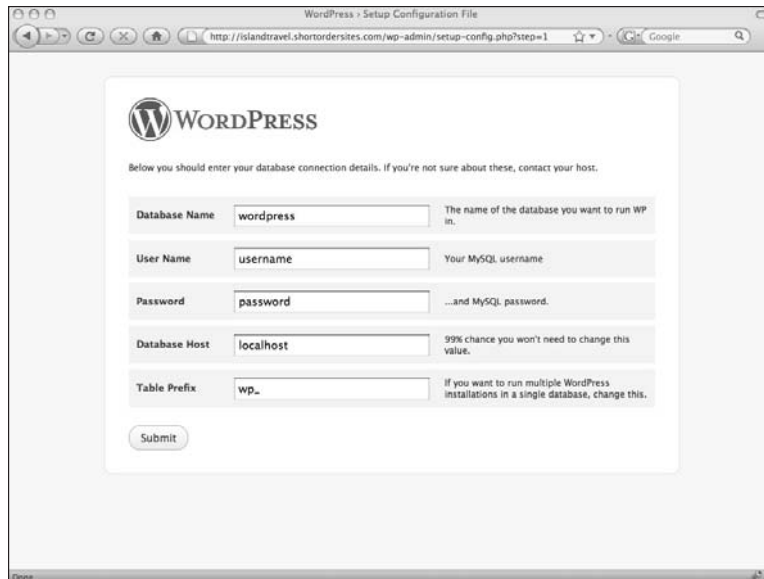 WordPress › Setup Configuration File
http://islandtravel.shortordersites.com/wp-admin/setup-config.php?step=1
Google
WORDPRESS
Below you should enter your database connection details. If you're not sure about these, contact your host.
Database Name
wordpress
The name of the database you want to run WP
in.
User Name
username
Your MySQL username
Password
password
...and MySQL password.
Database Host
localhost
99% chance you won't need to change this
value.
Table Prefix
wp_
If you want to run multiple WordPress
installations in a single database, change this.
Submit
Done